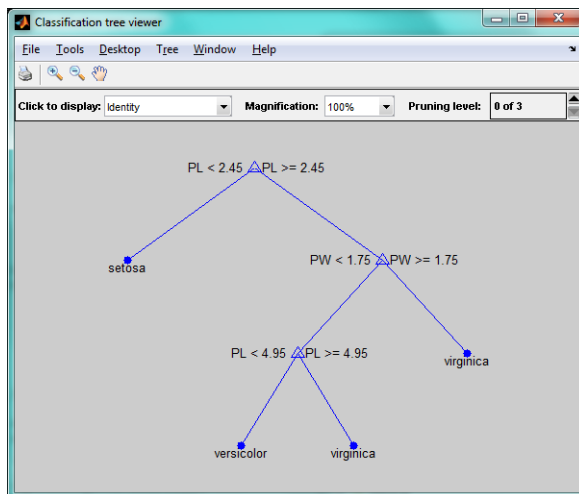 Classification tree viewer
File Tools Desktop Tree Window Help
Click to display: Identity Magnification: 100% Pruning level: 0 of 3
PL < 2.45 PL >= 2.45
setosa
PW < 1.75 PW >= 1.75
PL < 4.95 PL >= 4.95
virginica
versicolor
virginica